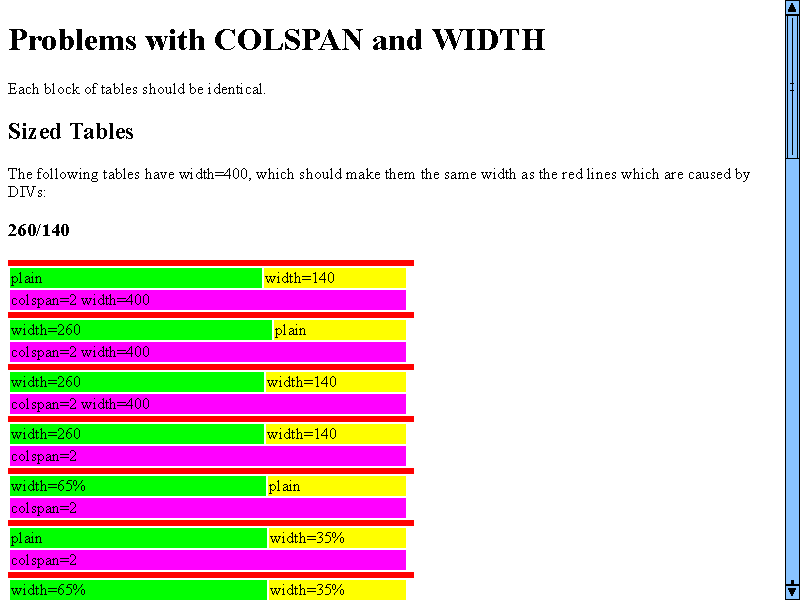 Problems with COLSPAN and WIDTH
Each block of tables should be identical.
Sized Tables
The following tables have width=400, which should make them the same width as the red lines which are caused by
DIVs:
260/140
plain width=140
colspan=2 width=400
width=260 plain
colspan=2 width=400
width=260 width=140
colspan=2 width=400
width=260 width=140
colspan=2
width=65% plain
colspan=2
plain width=35%
colspan=2
width=65% width=35%